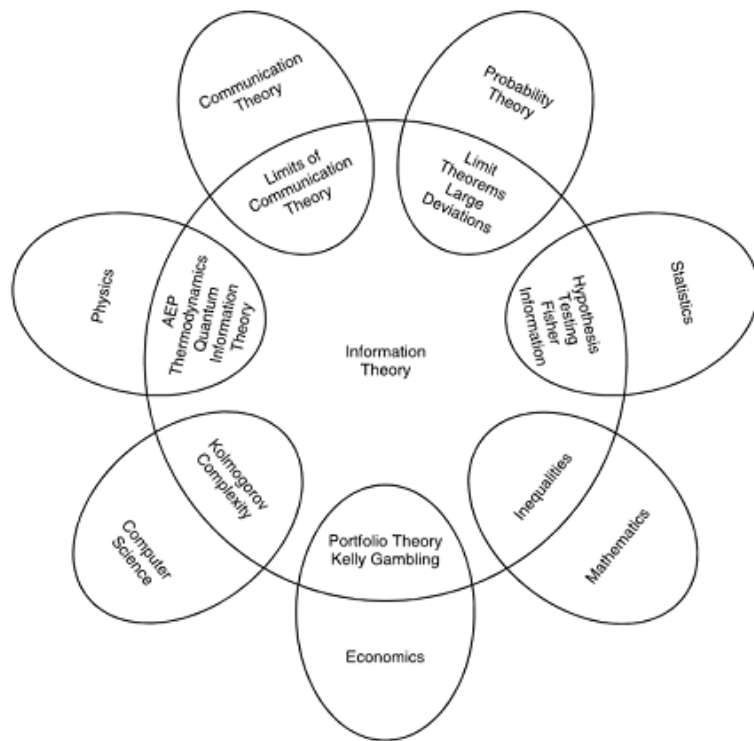 Communication
Theory
Probability
Theory
Limits of
Communication
Theory
Limit
Theorems
Large
Deviations
Physics
AEP
Thermodynamics
Quantum
Information
Theory
Hypothesis
Testing
Fisher
Information
Statistics
Information
Theory
Kolmogorov
Complexity
Computer
Science
Portfolio Theory
Kelly Gambling
Economics
Inequalities
Mathematics